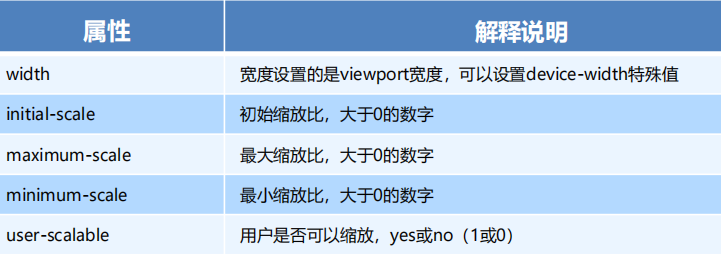 属性 解释说明
width 宽度设置的是viewport宽度，可以设置device-width特殊值
initial-scale 初始缩放比，大于0的数字
maximum-scale 最大缩放比，大于0的数字
minimum-scale 最小缩放比，大于0的数字
user-scalable 用户是否可以缩放，yes或no（1或0）